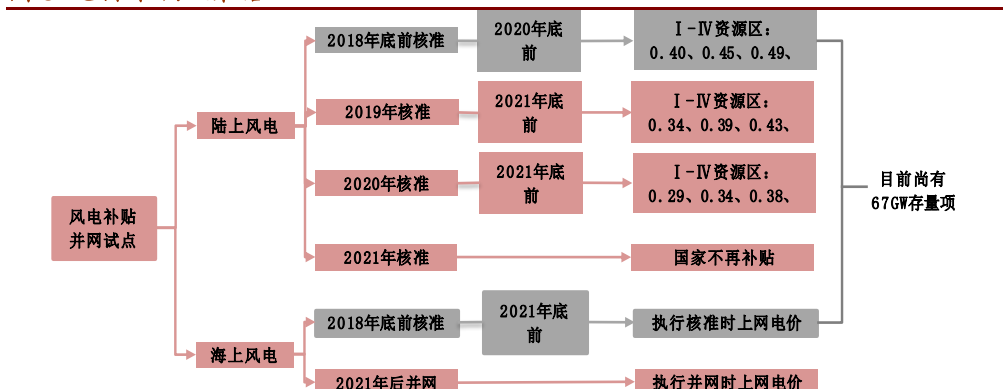 风电补贴
并网试点
陆上风电
2018年底前核准
2020年底
前
Ⅰ-Ⅳ资源区：
0.40、0.45、0.49、
2019年核准
2021年底
前
Ⅰ-Ⅳ资源区：
0.34、0.39、0.43、
2020年核准
2021年底
前
Ⅰ-Ⅳ资源区：
0.29、0.34、0.38、
2021年核准
国家不再补贴
海上风电
2018年底前核准
2021年底
前
执行核准时上网电价
2021年后并网
执行并网时上网电价
目前尚有
67GW存量项